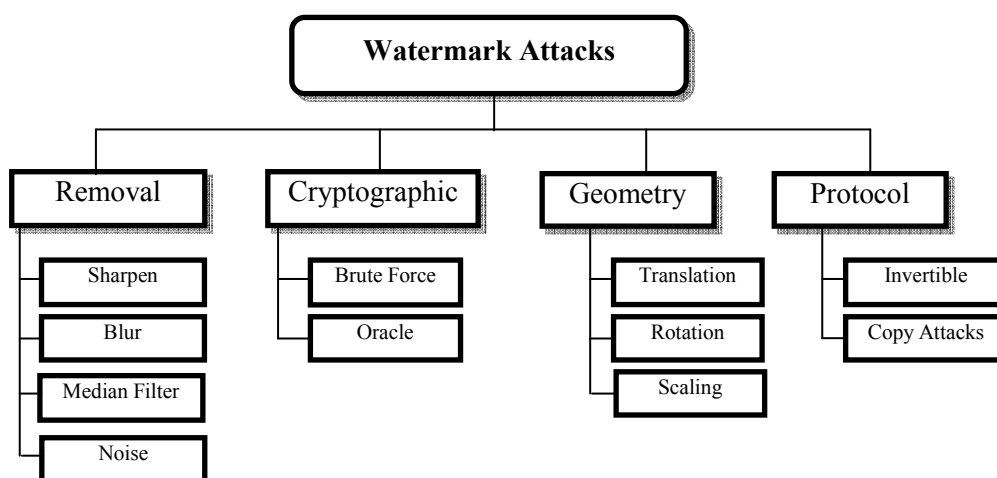 Watermark Attacks
Removal
Cryptographic
Geometry
Protocol
Sharpen
Blur
Median Filter
Noise
Brute Force
Oracle
Translation
Rotation
Scaling
Invertible
Copy Attacks